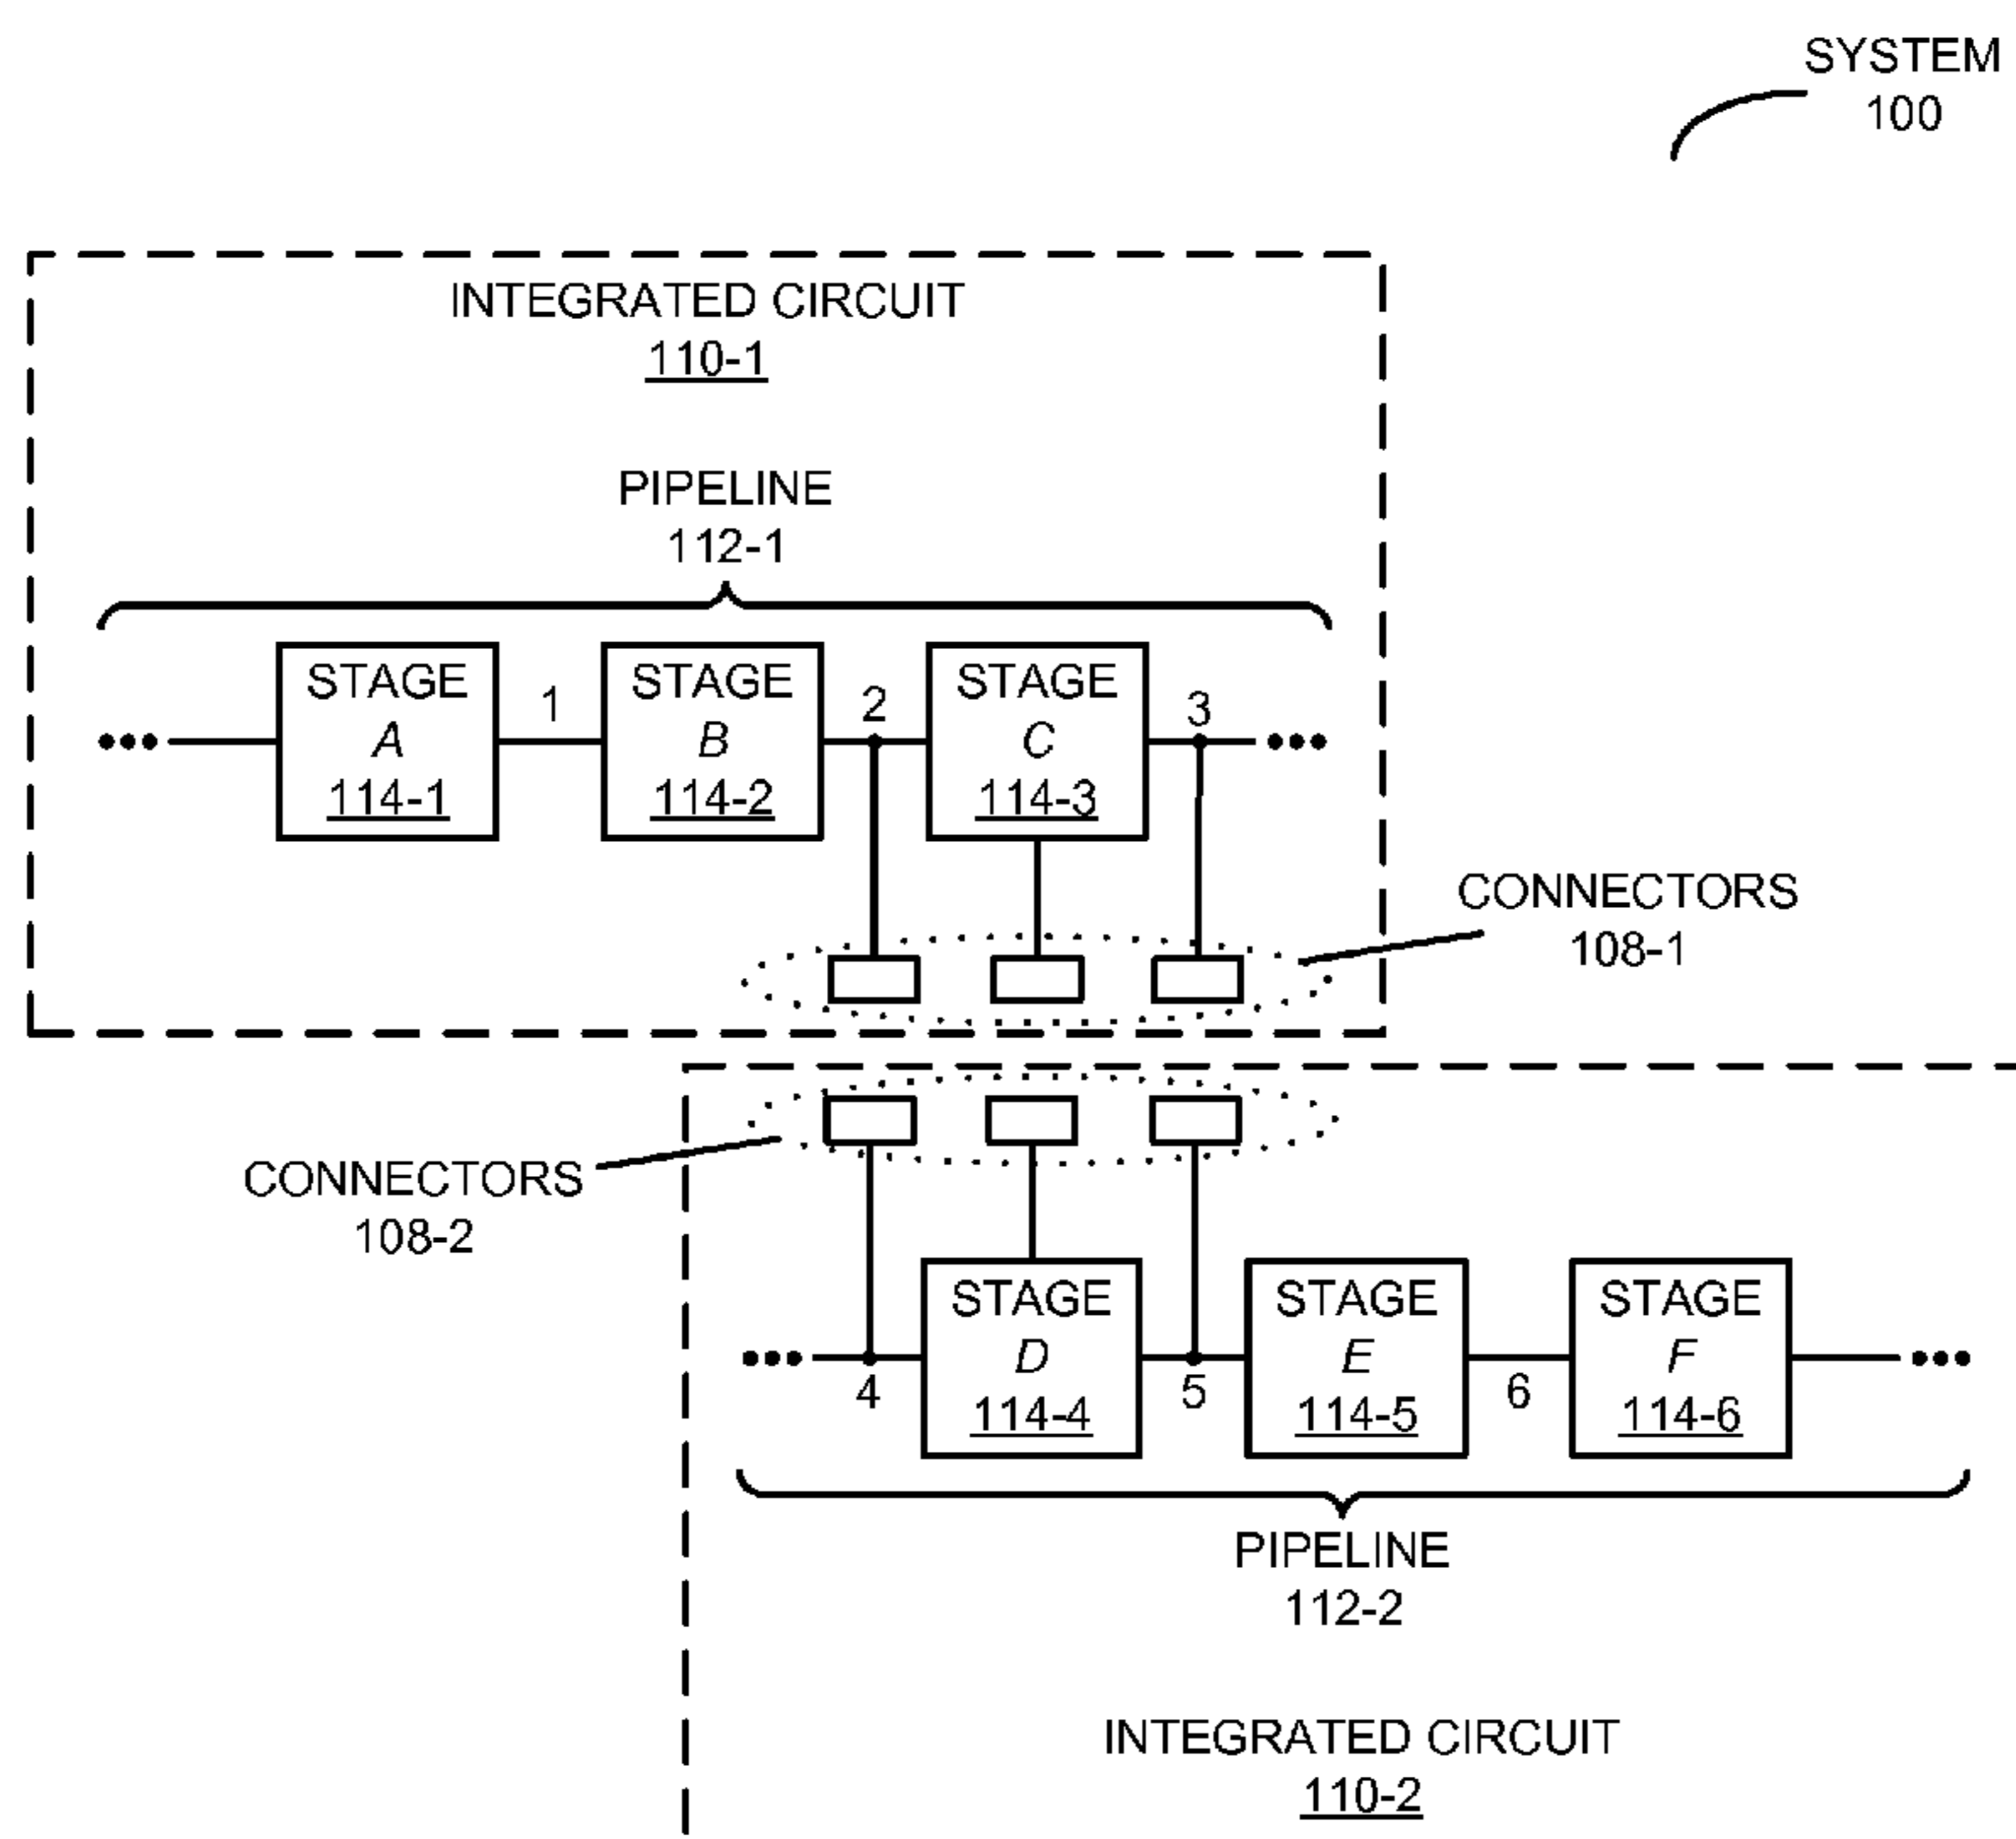 SYSTEM
100
INTEGRATED CIRCUIT
110-1
PIPELINE
112-1
STAGE
A
114-1
1
STAGE
B
114-2
2
STAGE
C
114-3
3
CONNECTORS
108-1
CONNECTORS
108-2
4
STAGE
D
114-4
5
STAGE
E
114-5
6
STAGE
F
114-6
PIPELINE
112-2
INTEGRATED CIRCUIT
110-2